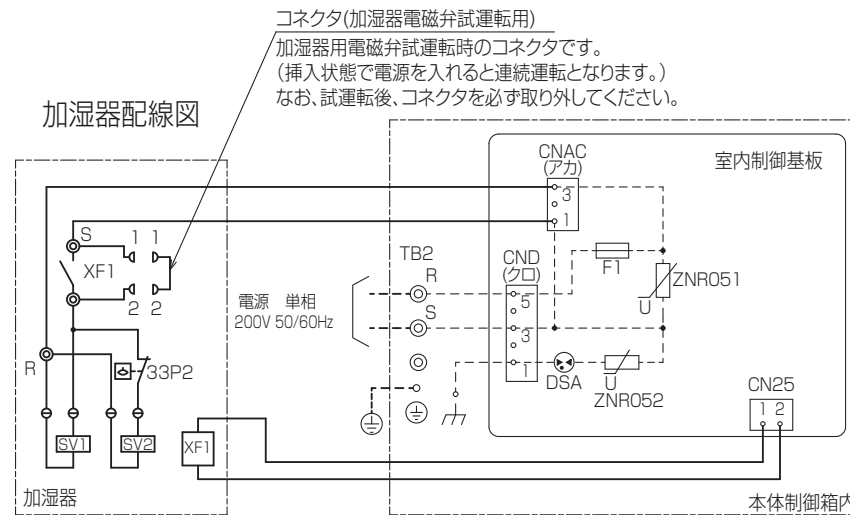 コネクタ(加湿器電磁弁試運転用)
加湿器用電磁弁試運転時のコネクタです。
(挿入状態で電源を入れると連続運転となります。)
なお、試運転後、コネクタを必ず取り外してください。
加湿器配線図
室内制御基板
CNAC
(アカ)
3
1
S
1 1
XF1
2 2
R
33P2
SV1
SV2
XF1
加湿器
電源 単相
200V 50/60Hz
TB2
R
S
CND
(クロ)
5
3
1
F1
ZNR051
U
DSA
U
ZNR052
CN25
1 2
本体制御箱内